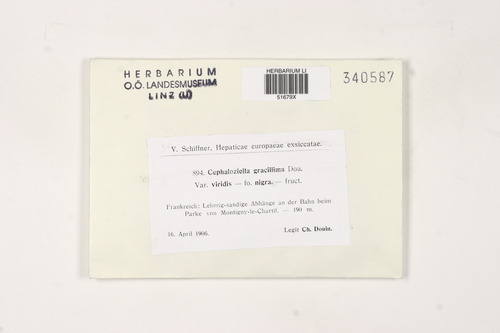 HERBARIUM
O.Ö. LANDESMUSEUM
LINZ (LI)
HERBARIUM LI
51679X
340587
V. Schiffner, Hepaticae europaeae exsiccatae.
894. Cephaloziella gracillima Dou.
Var. viridis — fo. nigra. — fruct.
Frankreich: Lehmig-sandige Abhänge an der Bahn beim
Parke von Montigny-le-Chartif. — 190 m.
16. April 1906.
Legit Ch. Douin.